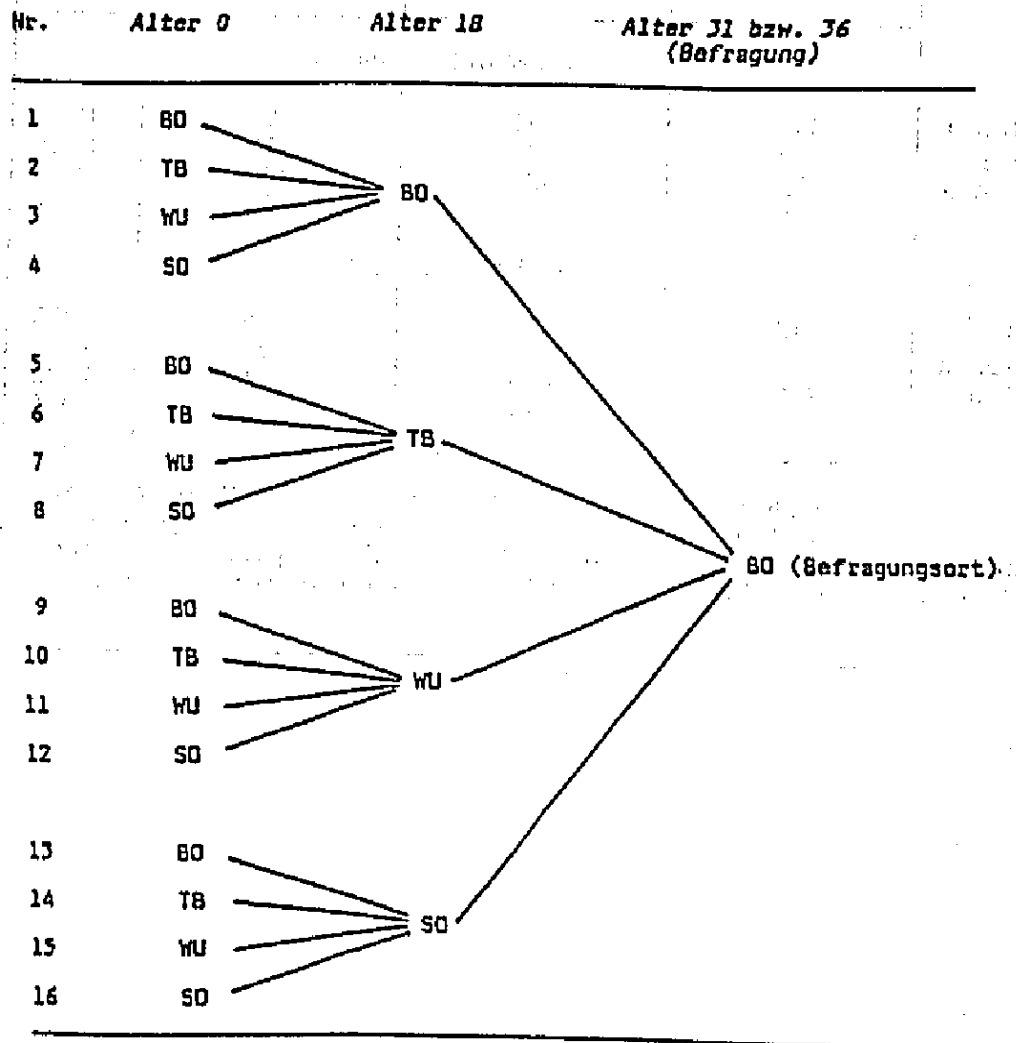 Nr. Alter 0 Alter 18 Alter 31 bzw. 36
(Befragung)
1 BO
2 TB
BO
3 WU
4 SO
5 BO
6 TB
TB
7 WU
8 SO
BO (Befragungsort)
9 BO
10 TB
WU
11 WU
12 SO
13 BO
14 TB
SO
15 WU
16 SO